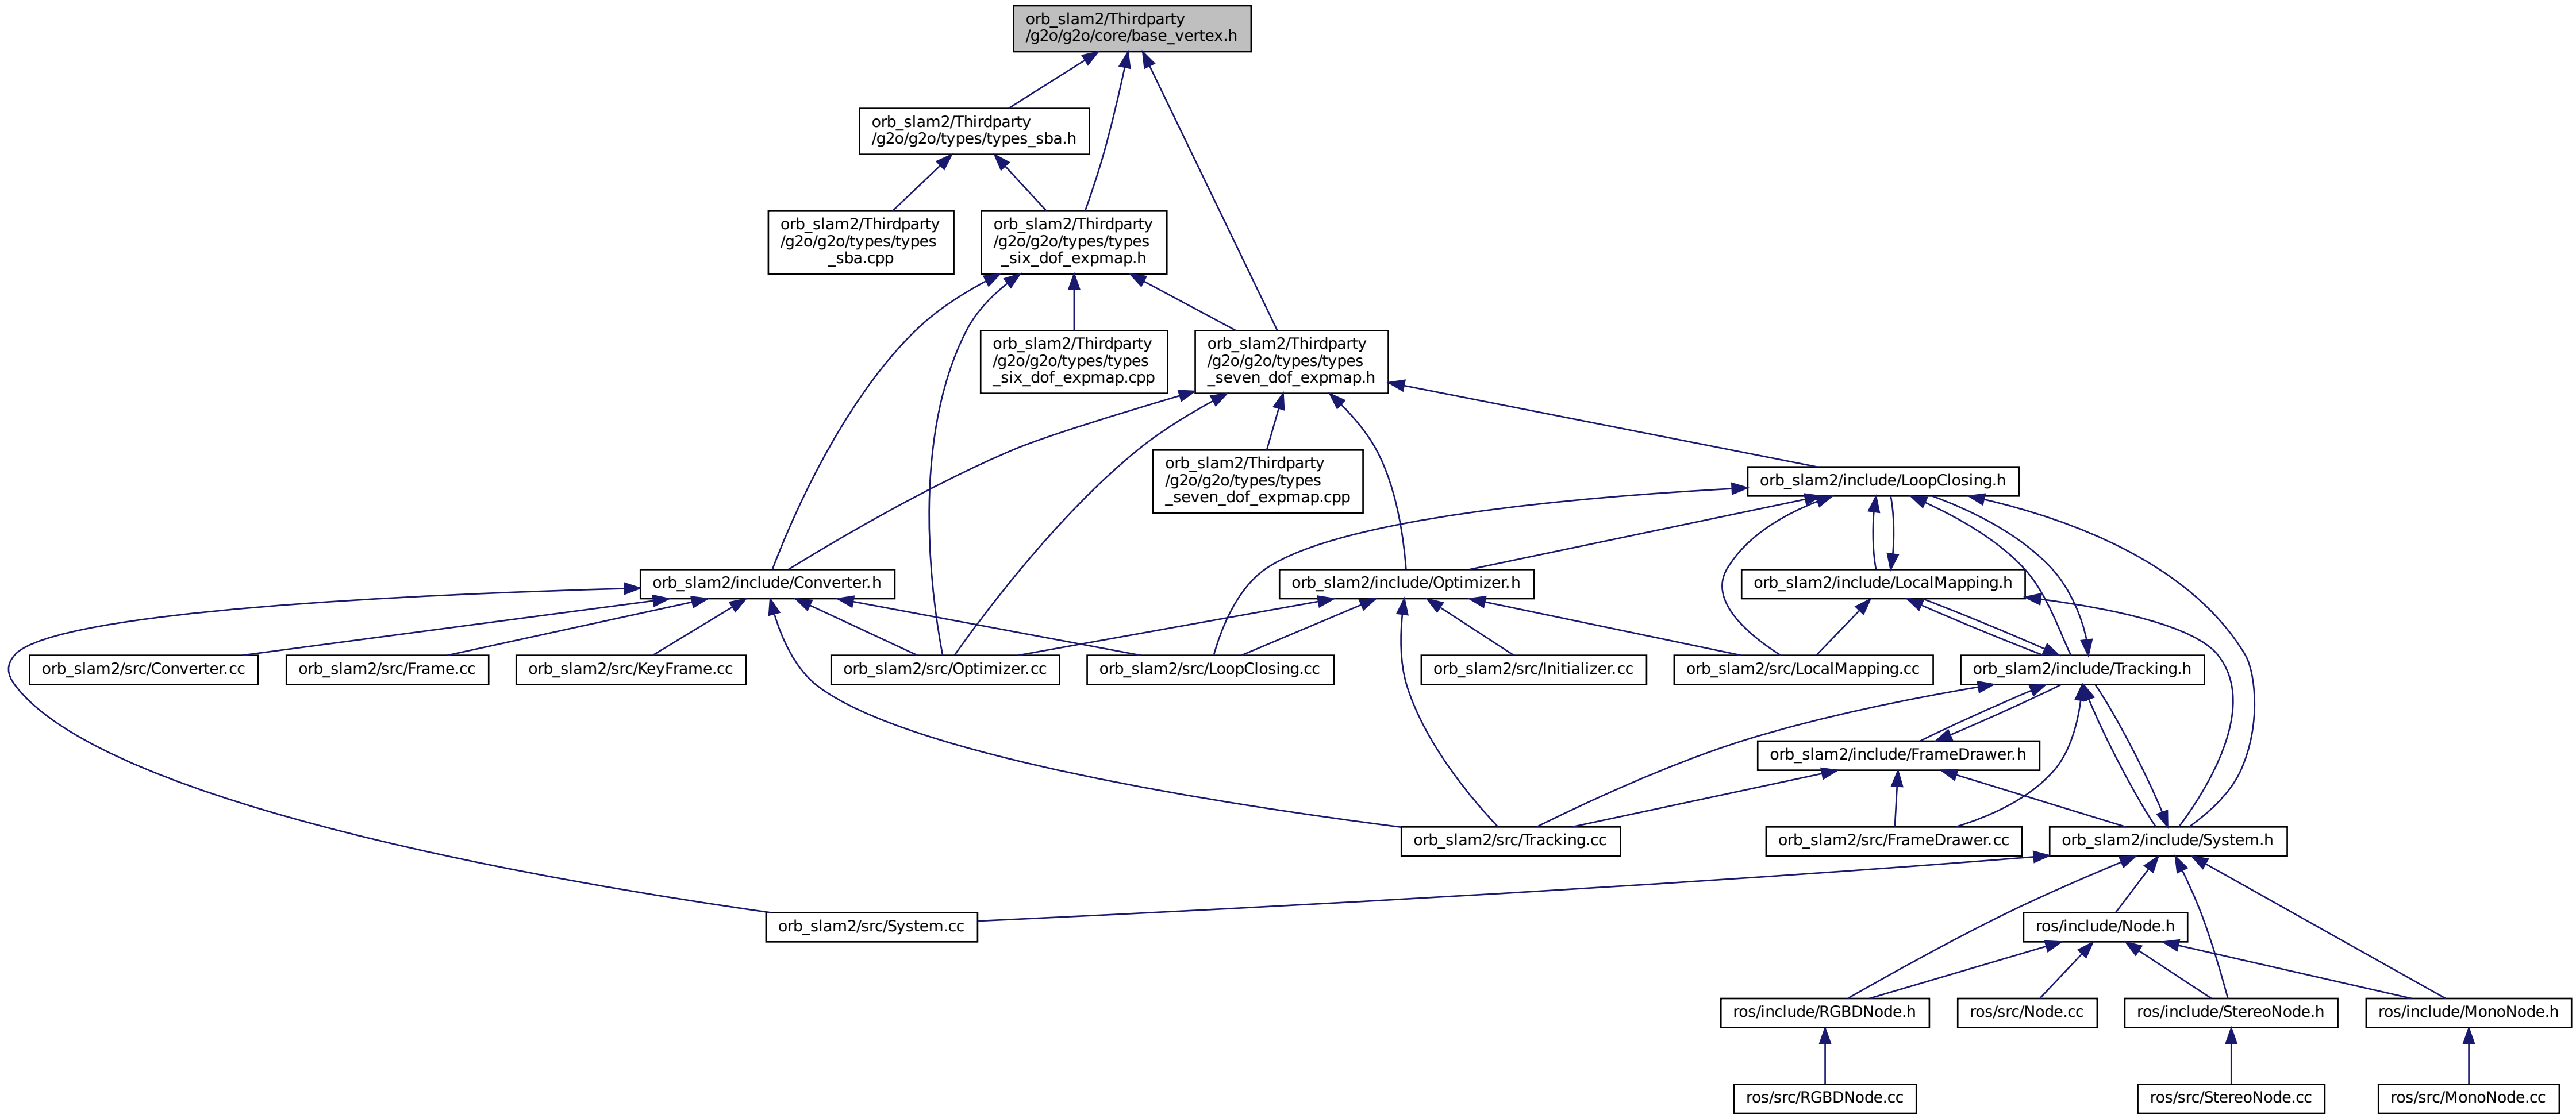 orb_slam2/Thirdparty
/g2o/g2o/core/base_vertex.h
orb_slam2/Thirdparty
/g2o/g2o/types/types_sba.h
orb_slam2/Thirdparty
/g2o/g2o/types/types
_sba.cpp
orb_slam2/Thirdparty
/g2o/g2o/types/types
_six_dof_expmap.h
orb_slam2/Thirdparty
/g2o/g2o/types/types
_six_dof_expmap.cpp
orb_slam2/Thirdparty
/g2o/g2o/types/types
_seven_dof_expmap.h
orb_slam2/Thirdparty
/g2o/g2o/types/types
_seven_dof_expmap.cpp
orb_slam2/include/LoopClosing.h
orb_slam2/include/Converter.h
orb_slam2/include/Optimizer.h
orb_slam2/include/LocalMapping.h
orb_slam2/src/Converter.cc
orb_slam2/src/Frame.cc
orb_slam2/src/KeyFrame.cc
orb_slam2/src/Optimizer.cc
orb_slam2/src/LoopClosing.cc
orb_slam2/src/Initializer.cc
orb_slam2/src/LocalMapping.cc
orb_slam2/include/Tracking.h
orb_slam2/include/FrameDrawer.h
orb_slam2/src/Tracking.cc
orb_slam2/src/FrameDrawer.cc
orb_slam2/include/System.h
orb_slam2/src/System.cc
ros/include/Node.h
ros/include/RGBDNode.h
ros/src/Node.cc
ros/include/StereoNode.h
ros/include/MonoNode.h
ros/src/RGBDNode.cc
ros/src/StereoNode.cc
ros/src/MonoNode.cc